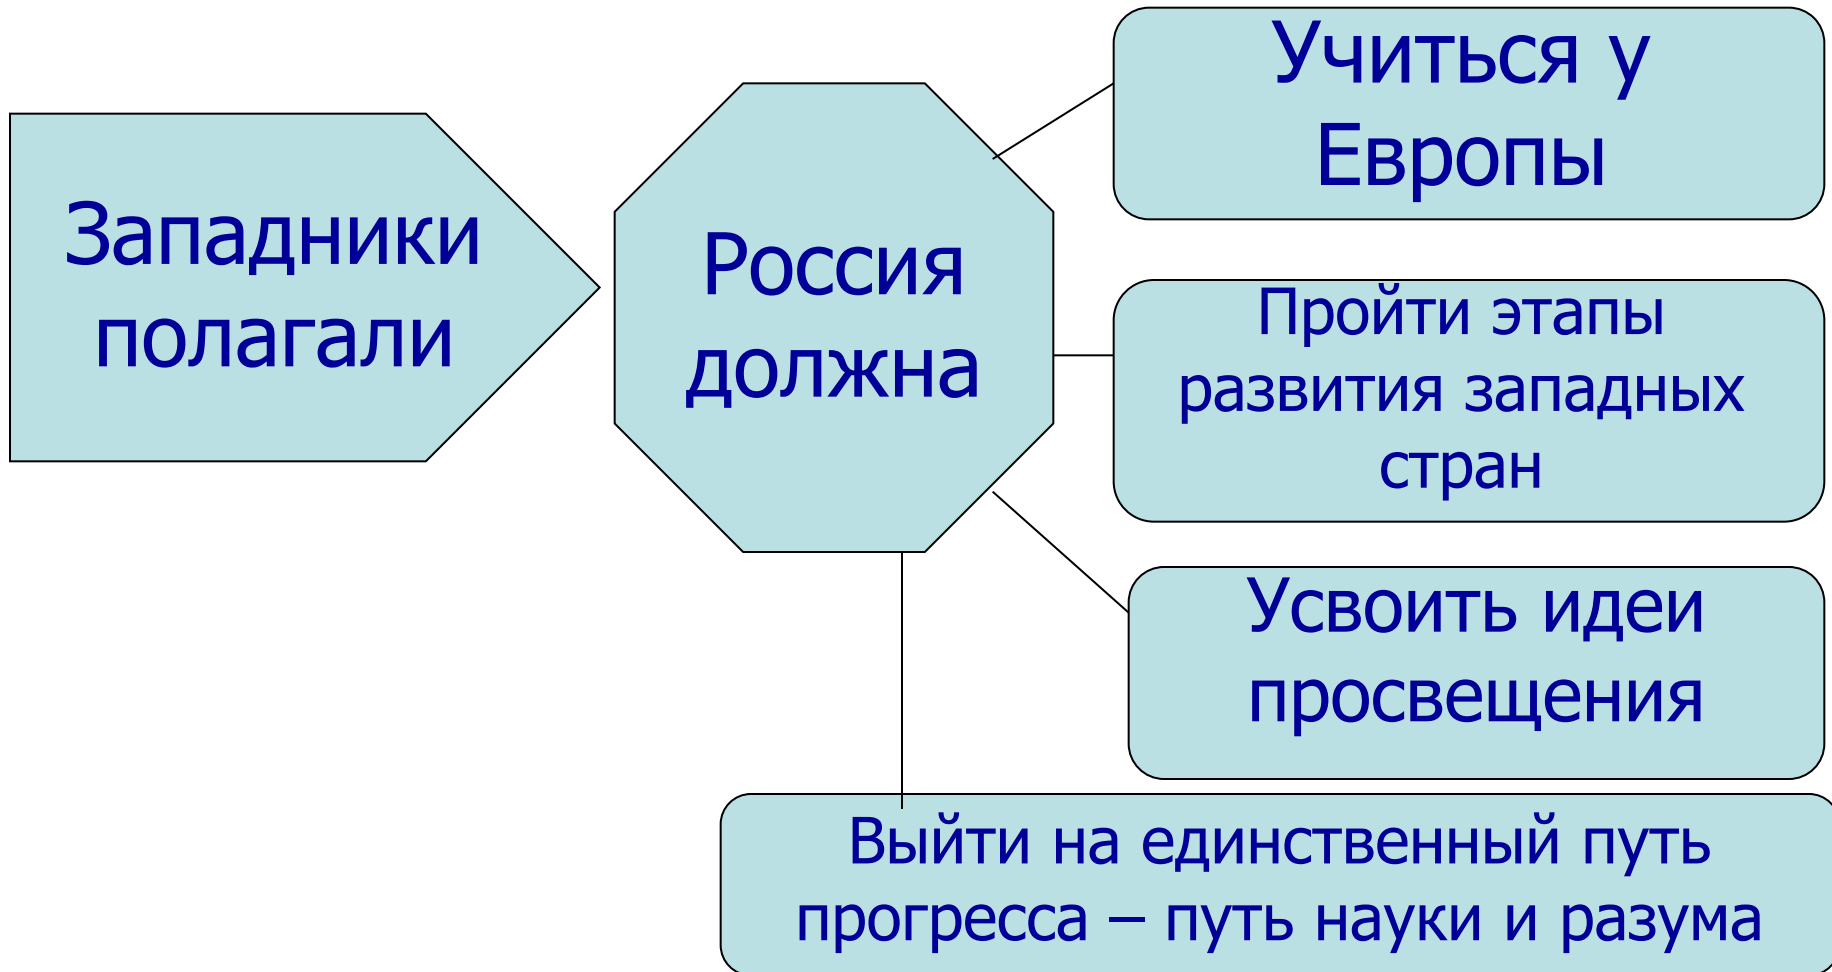 Западники
полагали
Россия
должна
Учиться у
Европы
Пройти этапы
развития западных
стран
Усвоить идеи
просвещения
Выйти на единственный путь
прогресса – путь науки и разума